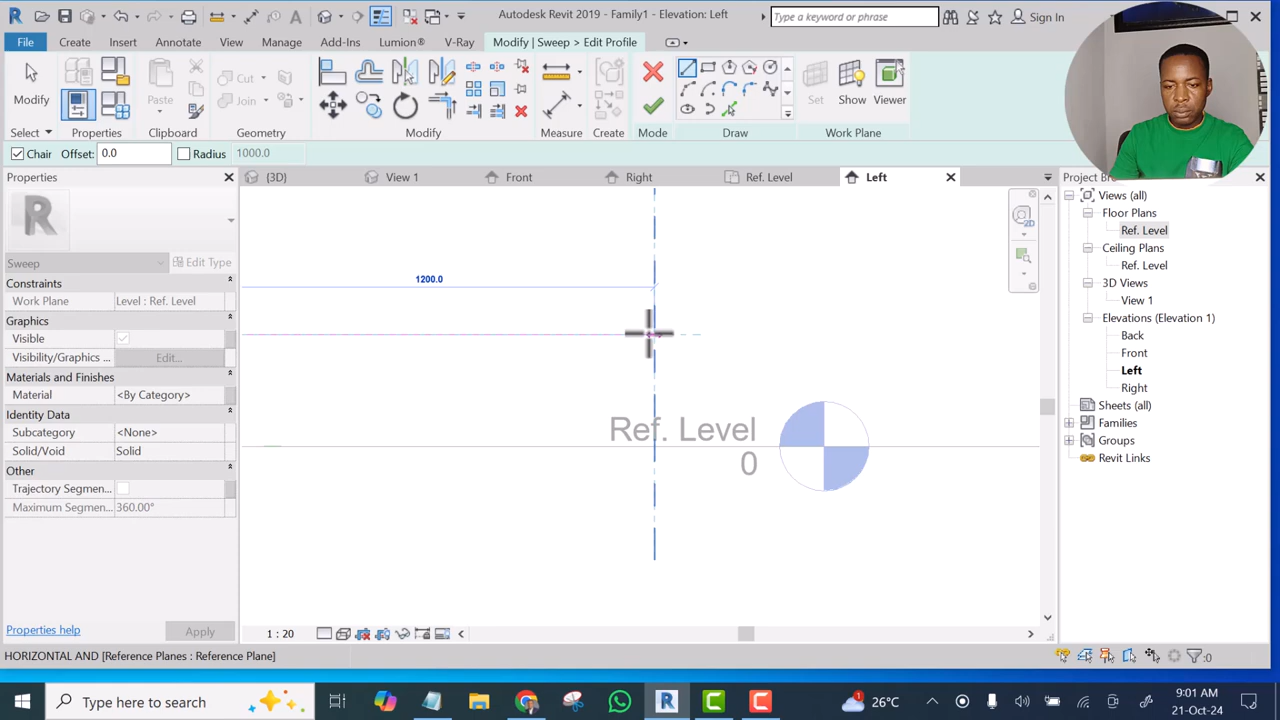 Autodesk Revit 2019 - Family1 - Elevation: Left
Type a keyword or phrase
Sign In
File Create Insert Annotate View Manage Add-Ins Lumion® V-Ray Modify | Sweep > Edit Profile
Modify
Paste
Cut
Join
Set Show Viewer
Create
Select Properties Clipboard Geometry Modify Measure Create Mode Draw Work Plane
Chair Offset: 0.0 Radius 1000.0
Properties
{3D} View 1 Front Right Ref. Level Left
Project Br
R
Sweep
Edit Type
Constraints
Work Plane Level : Ref. Level
Graphics
Visible
Visibility/Graphics ... Edit...
Materials and Finishes
Material <By Category>
Identity Data
Subcategory <None>
Solid/Void Solid
Other
Trajectory Segmen...
Maximum Segmen... 360.00°
Properties help
Apply
1200.0
Ref. Level
0
Views (all)
Floor Plans
Ref. Level
Ceiling Plans
Ref. Level
3D Views
View 1
Elevations (Elevation 1)
Back
Front
Left
Right
Sheets (all)
Families
Groups
Revit Links
1 : 20
HORIZONTAL AND [Reference Planes : Reference Plane]
:0
Type here to search
26°C
9:01 AM
21-Oct-24